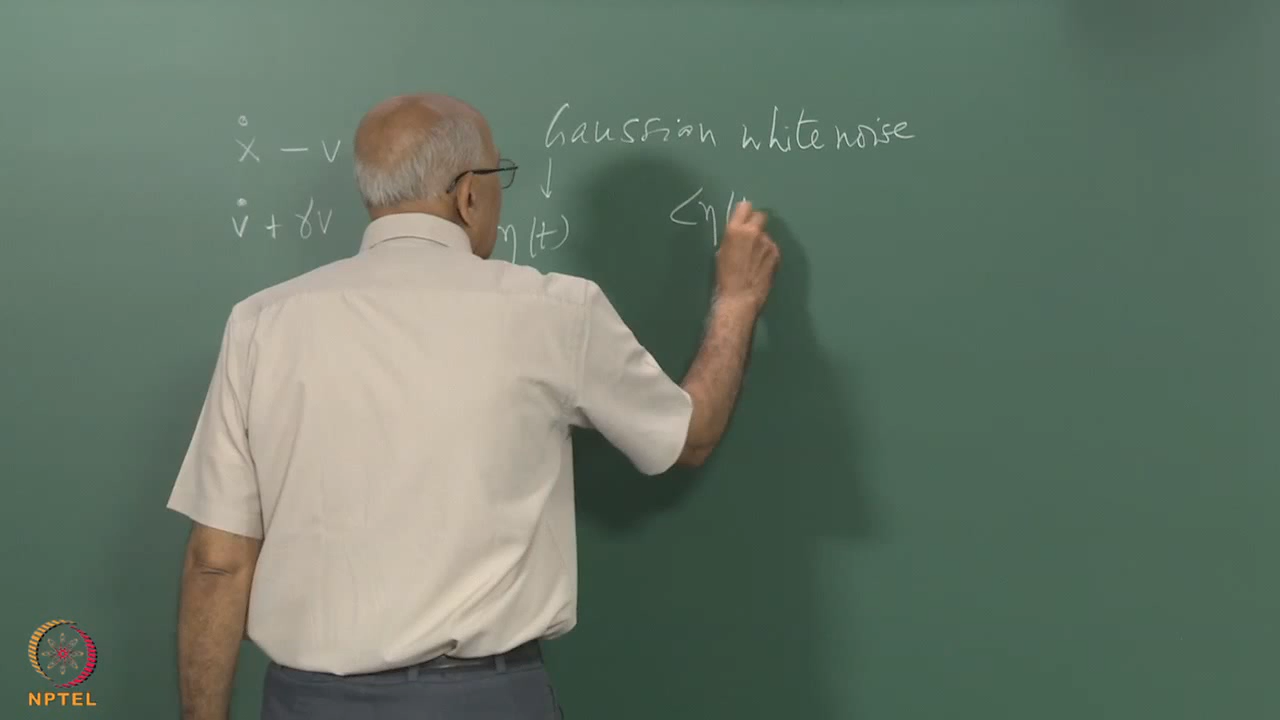 Gaussian white noise
ẋ − v
↓
v̇ + γv
η(t)
<η(t
NPTEL